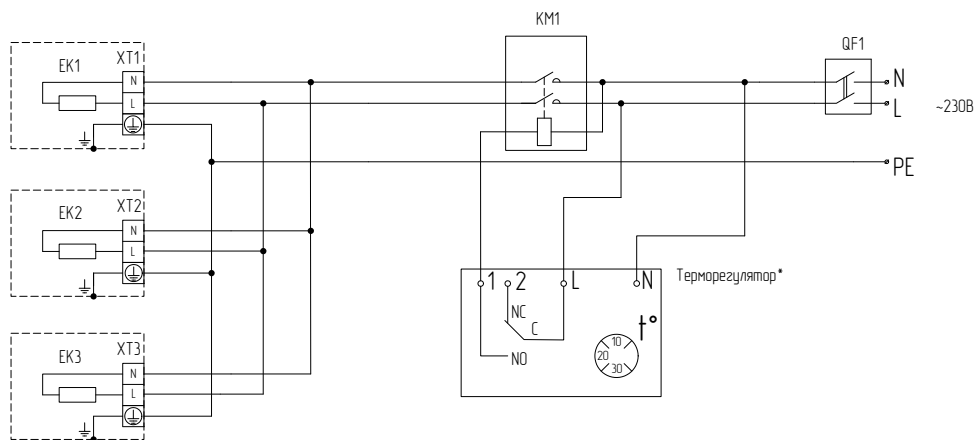 KM1
QF1
EK1
XT1
N
L
N
L
~230В
PE
EK2
XT2
N
L
Терморегулятор*
1
2
L
N
NC
C
NO
t°
10
20
30
EK3
XT3
N
L